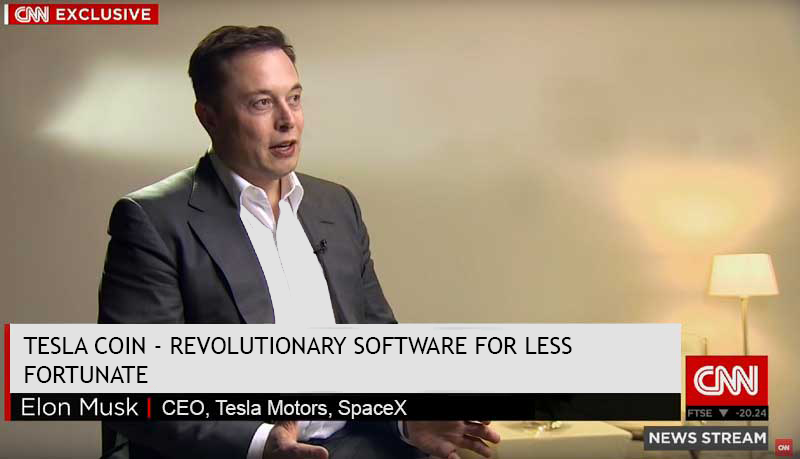 CNN EXCLUSIVE
TESLA COIN - REVOLUTIONARY SOFTWARE FOR LESS
FORTUNATE
Elon Musk | CEO, Tesla Motors, SpaceX
CNN
FTSE ▼ -20.24
NEWS STREAM
CNN